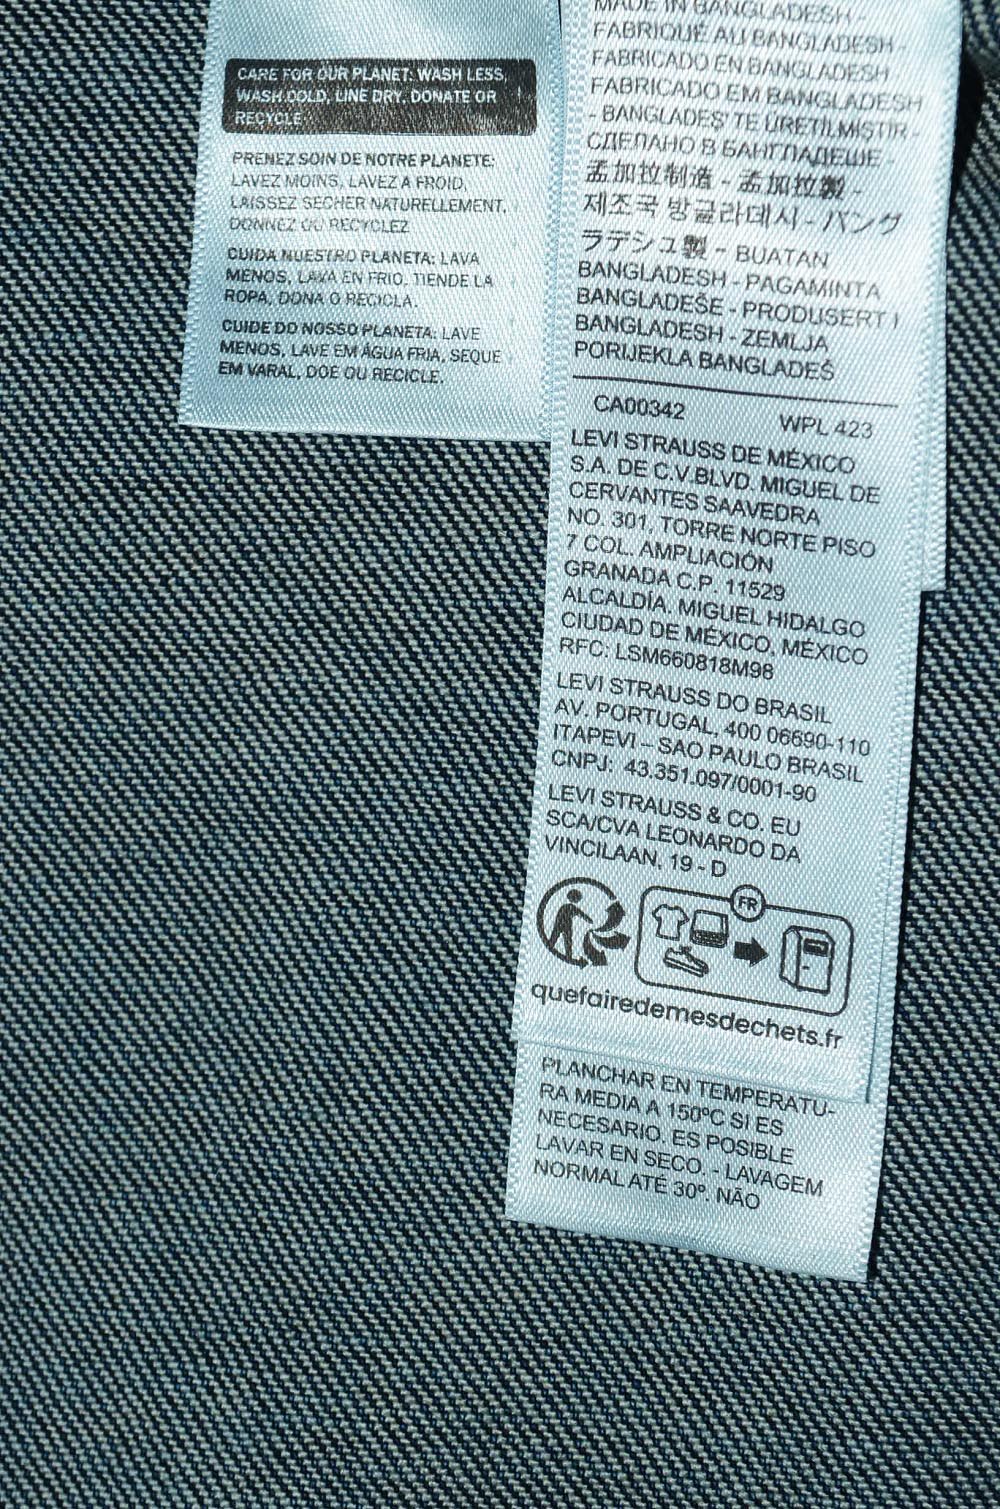 CARE FOR OUR PLANET: WASH LESS,
WASH COLD, LINE DRY, DONATE OR
RECYCLE
PRENEZ SOIN DE NOTRE PLANETE:
LAVEZ MOINS, LAVEZ A FROID,
LAISSEZ SECHER NATURELLEMENT,
DONNEZ OU RECYCLEZ
CUIDA NUESTRO PLANETA: LAVA
MENOS, LAVA EN FRIO, TIENDE LA
ROPA, DONA O RECICLA.
CUIDE DO NOSSO PLANETA: LAVE
MENOS, LAVE EM ÁGUA FRIA, SEQUE
EM VARAL, DOE OU RECICLE.
MADE IN BANGLADESH -
FABRIQUÉ AU BANGLADESH -
FABRICADO EN BANGLADESH
FABRICADO EM BANGLADESH
- BANGLADEŞ' TE ÜRETİLMİŞTİR
СДЕЛАНО В БАНГЛАДЕШЕ -
孟加拉制造 - 孟加拉製 -
제조국 방글라데시 - バング
ラデシュ製 - BUATAN
BANGLADESH - PAGAMINTA
BANGLADEŠE - PRODUSERT I
BANGLADESH - ZEMLJA
PORIJEKLA BANGLADEŠ
CA00342 WPL 423
LEVI STRAUSS DE MÉXICO
S.A. DE C.V.BLVD. MIGUEL DE
CERVANTES SAAVEDRA
NO. 301, TORRE NORTE PISO
7 COL. AMPLIACIÓN
GRANADA C.P. 11529
ALCALDÍA. MIGUEL HIDALGO
CIUDAD DE MÉXICO, MÉXICO
RFC: LSM660818M98
LEVI STRAUSS DO BRASIL
AV. PORTUGAL, 400 06690-110
ITAPEVI – SAO PAULO BRASIL
CNPJ: 43.351.097/0001-90
LEVI STRAUSS & CO. EU
SCA/CVA LEONARDO DA
VINCILAAN, 19 - D
FR
quefairedemesdechets.fr
PLANCHAR EN TEMPERATU-
RA MEDIA A 150ºC SI ES
NECESARIO. ES POSIBLE
LAVAR EN SECO. - LAVAGEM
NORMAL ATÉ 30º. NÃO